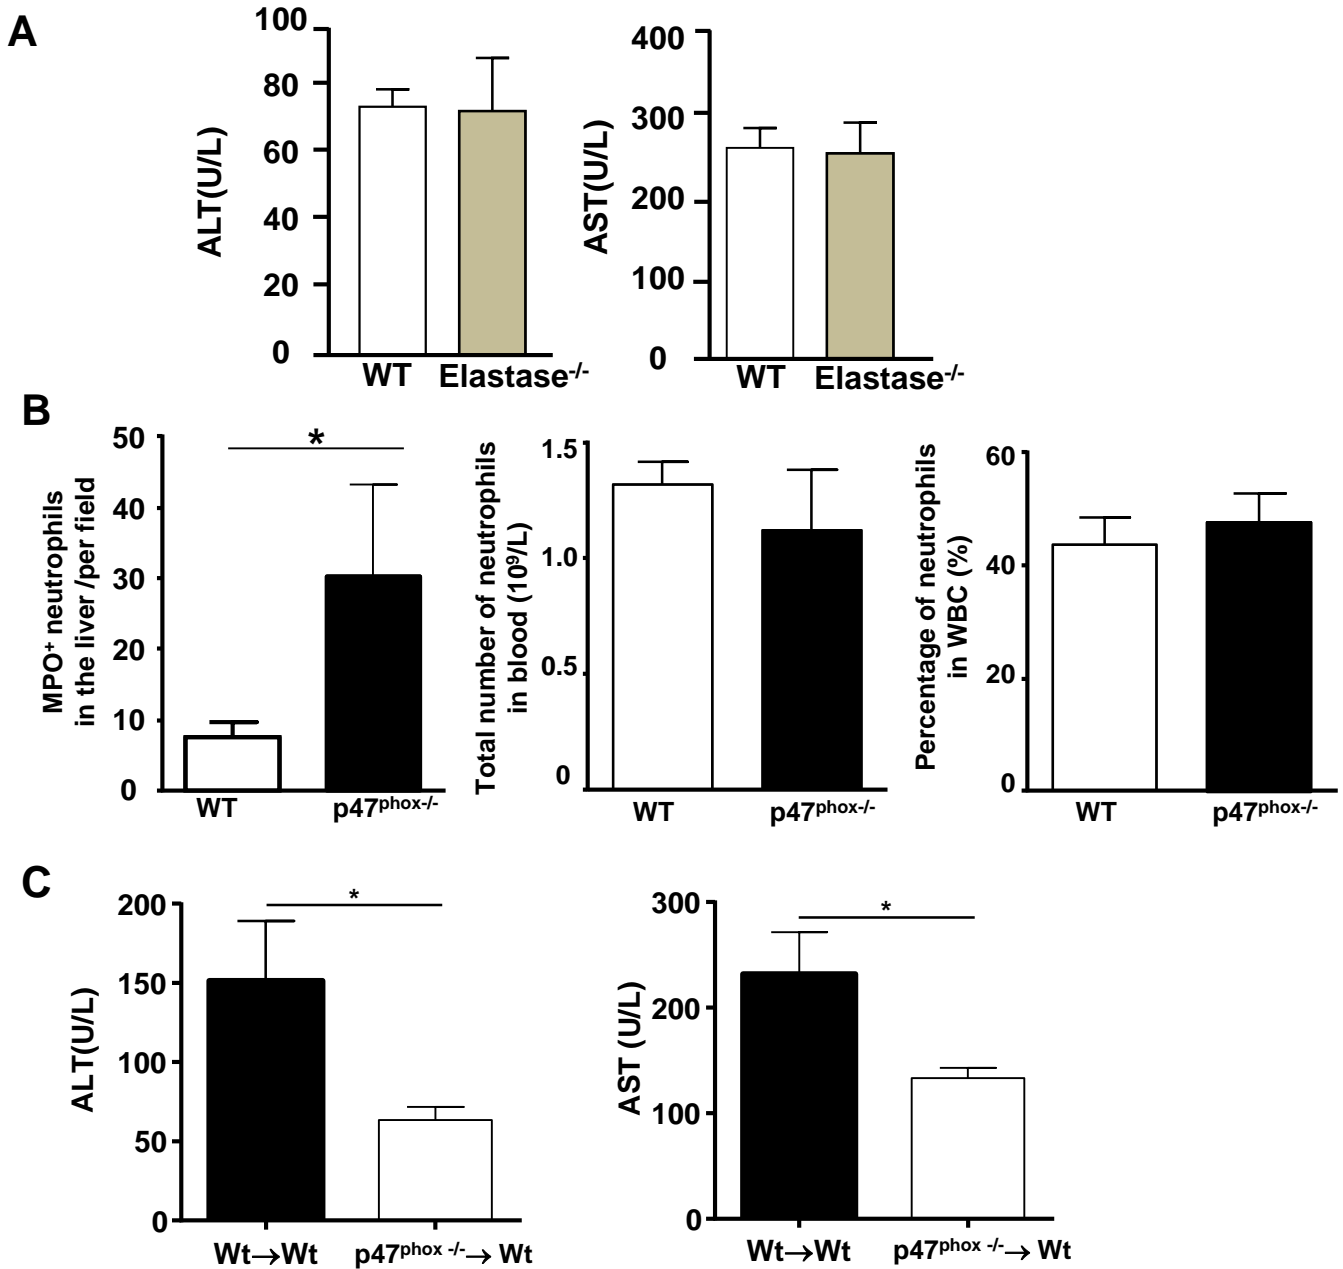 A
ALT(U/L)
100
80
60
40
20
0
WT Elastase-/-
AST(U/L)
400
300
200
100
0
WT Elastase-/-
B
MPO+ neutrophils
in the liver /per field
50
40
30
20
10
0
*
WT p47phox-/-
Total number of neutrophils
in blood (10⁹/L)
1.5
1.0
0.5
0
WT p47phox-/-
Percentage of neutrophils
in WBC (%)
60
40
20
0
WT p47phox-/-
C
ALT(U/L)
200
150
100
50
0
*
Wt→Wt p47phox -/-→ Wt
AST (U/L)
300
200
100
0
*
Wt→Wt p47phox -/-→ Wt